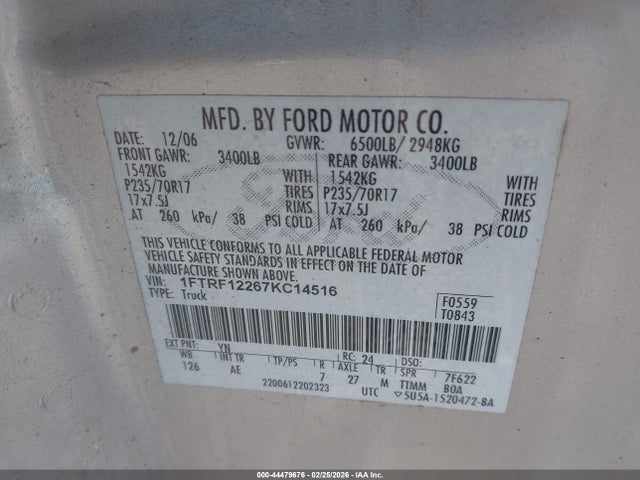 MFD. BY FORD MOTOR CO.
DATE: 12/06 GVWR: 6500LB/ 2948KG
FRONT GAWR: 3400LB REAR GAWR: 3400LB
1542KG WITH 1542KG WITH
P235/70R17 TIRES P235/70R17 TIRES
17x7.5J RIMS 17x7.5J RIMS
AT 260 kPa/ 38 PSI COLD AT 260 kPa/ 38 PSI COLD
THIS VEHICLE CONFORMS TO ALL APPLICABLE FEDERAL MOTOR
VEHICLE SAFETY STANDARDS IN EFFECT ON THE DATE OF
MANUFACTURE SHOWN ABOVE.
VIN: 1FTRF12267KC14516
TYPE: Truck
F0559
T0843
EXT PNT: YN RC: 24 DSO:
WB INT TR TP/PS R AXLE TR SPR 7F622
126 AE 7 27 M TTMM BOA
2200612202323 UTC ▽5U5A-1520472-BA
000-44479676 | 02/25/2026 | IAA Inc.